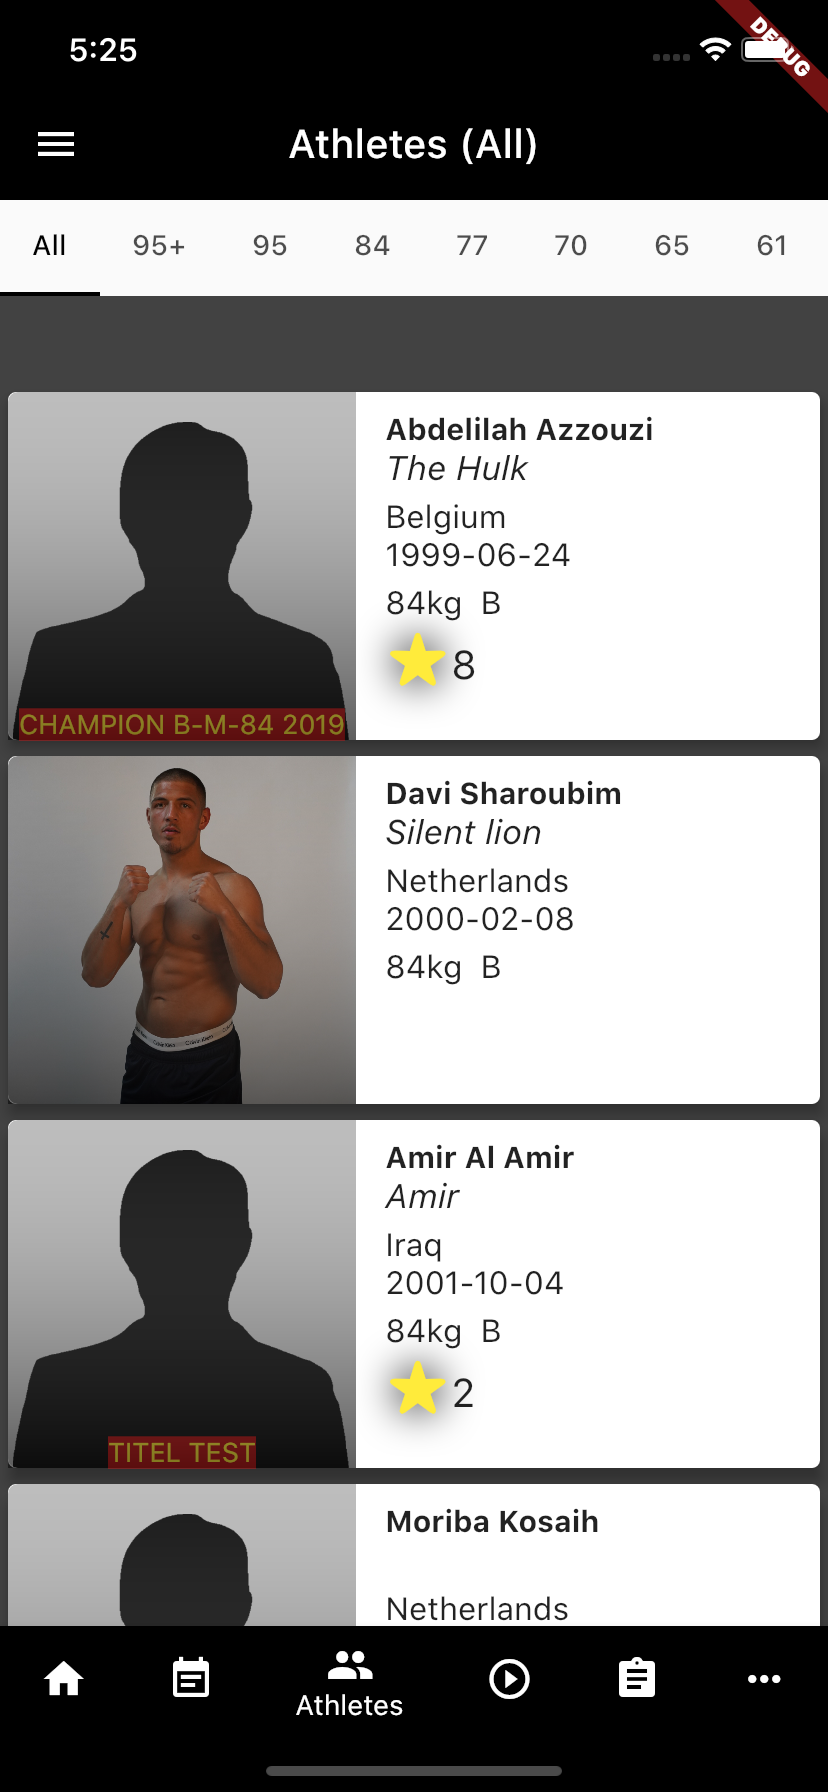 5:25
DEBUG
Athletes (All)
All 95+ 95 84 77 70 65 61
Abdelilah Azzouzi
The Hulk
Belgium
1999-06-24
84kg B
8
CHAMPION B-M-84 2019
Davi Sharoubim
Silent lion
Netherlands
2000-02-08
84kg B
Amir Al Amir
Amir
Iraq
2001-10-04
84kg B
2
TITEL TEST
Moriba Kosaih
Netherlands
Athletes